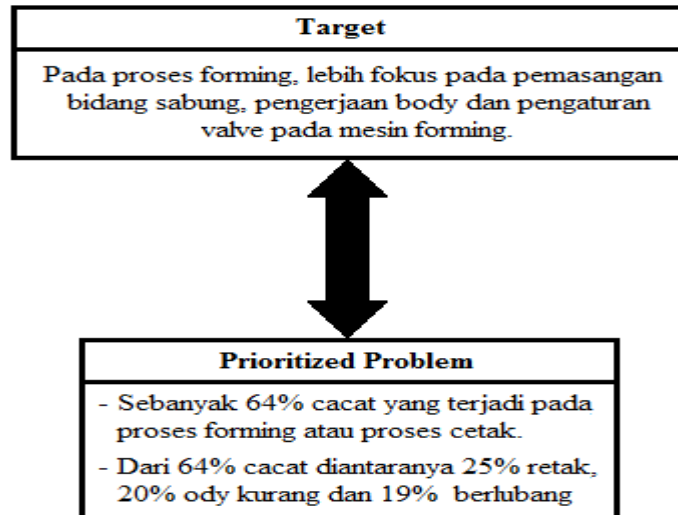 Target
Pada proses forming, lebih fokus pada pemasangan
bidang sabung, pengerjaan body dan pengaturan
valve pada mesin forming.
Prioritized Problem
- Sebanyak 64% cacat yang terjadi pada
proses forming atau proses cetak.
- Dari 64% cacat diantaranya 25% retak,
20% ody kurang dan 19% berlubang